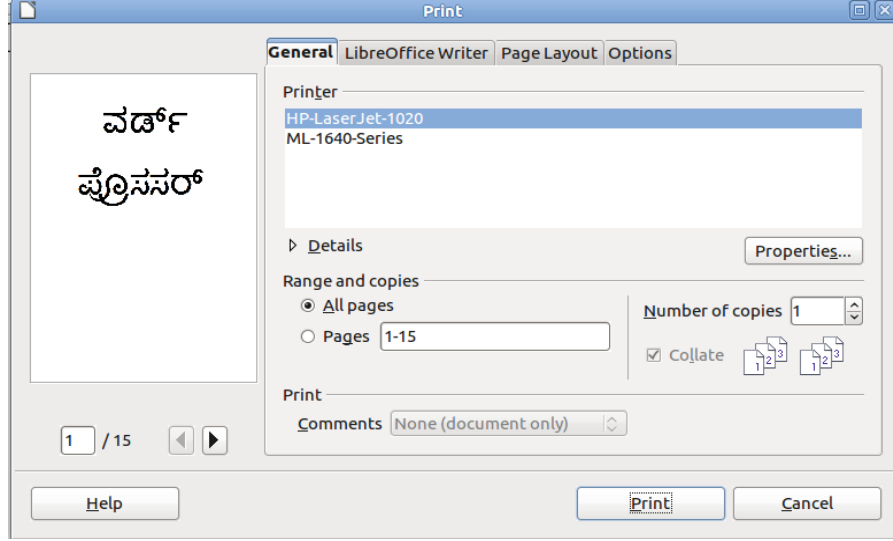 Print
General LibreOffice Writer Page Layout Options
ವರ್ಡ್
ಪ್ರೊಸಸರ್
Printer
HP-LaserJet-1020
ML-1640-Series
Details
Properties...
Range and copies
All pages
Pages 1-15
Number of copies 1
Collate
1 2 3 1 2 3
Print
Comments None (document only)
1 / 15
Help Print Cancel